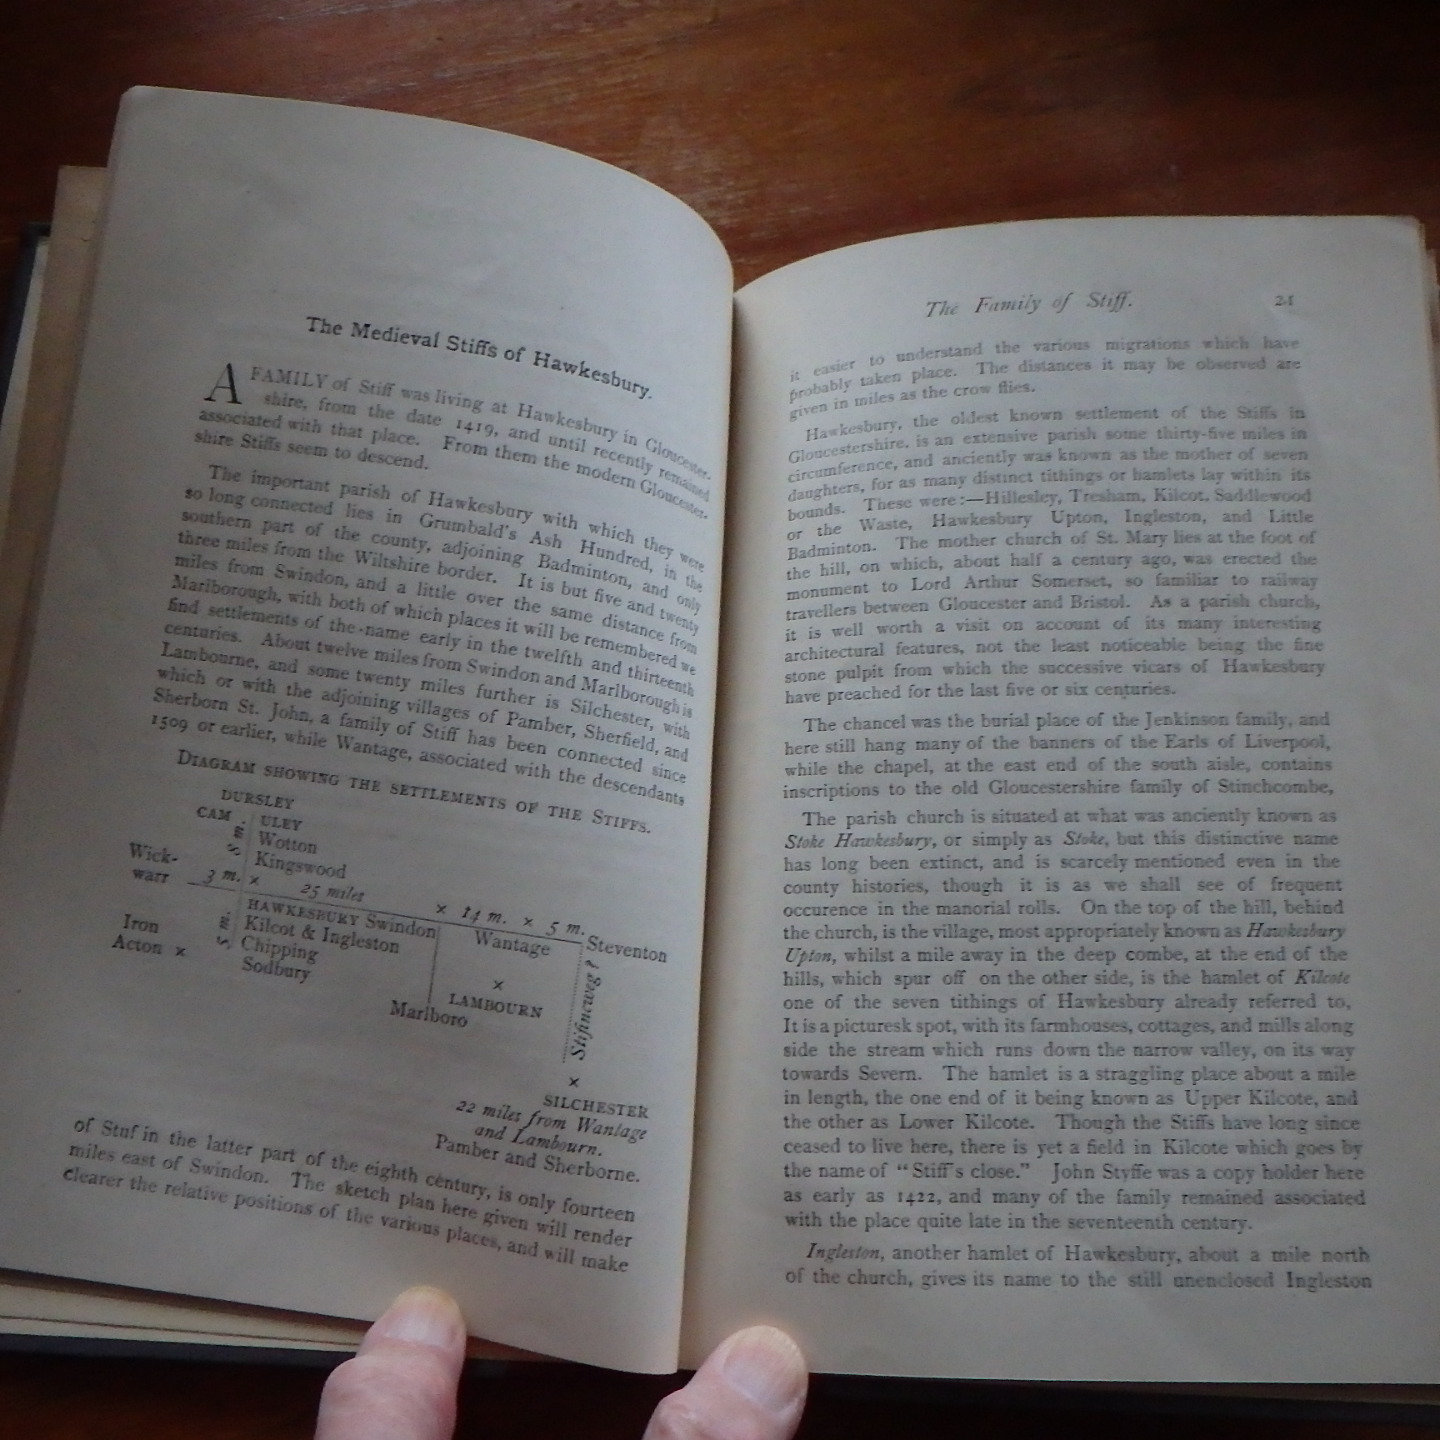 The Medieval Stiffs of Hawkesbury.
A FAMILY of Stiff was living at Hawkesbury in Gloucester-
shire, from the date 1419, and until recently remained
associated with that place. From them the modern Gloucester-
shire Stiffs seem to descend.
The important parish of Hawkesbury with which they were
so long connected lies in Grumbald's Ash Hundred, in the
southern part of the county, adjoining Badminton, and only
three miles from the Wiltshire border. It is but five and twenty
miles from Swindon, and a little over the same distance from
Marlborough, with both of which places it will be remembered we
find settlements of the name early in the twelfth and thirteenth
centuries. About twelve miles from Swindon and Marlborough is
Lambourne, and some twenty miles further is Silchester, with
which or with the adjoining villages of Pamber, Sherfield, and
Sherborn St. John, a family of Stiff has been connected since
1509 or earlier, while Wantage, associated with the descendants
DIAGRAM SHOWING THE SETTLEMENTS OF THE STIFFS.
DURSLEY
CAM ULEY
Wotton
Kingswood
Wick-
warr 3 m. × 25 miles × 14 m. × 5 m.
HAWKESBURY Swindon Wantage Steventon
Iron Kilcot & Ingleston
Acton × Chipping
Sodbury
5 m.
×
LAMBOURN
Marlboro
Stifincweg ?
×
SILCHESTER
22 miles from Wantage
and Lambourn.
Pamber and Sherborne.
of Stuf in the latter part of the eighth century, is only fourteen
miles east of Swindon. The sketch plan here given will render
clearer the relative positions of the various places, and will make
The Family of Stiff. 21
it easier to understand the various migrations which have
probably taken place. The distances it may be observed are
given in miles as the crow flies.
Hawkesbury, the oldest known settlement of the Stiffs in
Gloucestershire, is an extensive parish some thirty-five miles in
circumference, and anciently was known as the mother of seven
daughters, for as many distinct tithings or hamlets lay within its
bounds. These were:—Hillesley, Tresham, Kilcot, Saddlewood
or the Waste, Hawkesbury Upton, Ingleston, and Little
Badminton. The mother church of St. Mary lies at the foot of
the hill, on which, about half a century ago, was erected the
monument to Lord Arthur Somerset, so familiar to railway
travellers between Gloucester and Bristol. As a parish church,
it is well worth a visit on account of its many interesting
architectural features, not the least noticeable being the fine
stone pulpit from which the successive vicars of Hawkesbury
have preached for the last five or six centuries.
The chancel was the burial place of the Jenkinson family, and
here still hang many of the banners of the Earls of Liverpool,
while the chapel, at the east end of the south aisle, contains
inscriptions to the old Gloucestershire family of Stinchcombe,
The parish church is situated at what was anciently known as
Stoke Hawkesbury, or simply as Stoke, but this distinctive name
has long been extinct, and is scarcely mentioned even in the
county histories, though it is as we shall see of frequent
occurence in the manorial rolls. On the top of the hill, behind
the church, is the village, most appropriately known as Hawkesbury
Upton, whilst a mile away in the deep combe, at the end of the
hills, which spur off on the other side, is the hamlet of Kilcote
one of the seven tithings of Hawkesbury already referred to,
It is a picturesk spot, with its farmhouses, cottages, and mills along
side the stream which runs down the narrow valley, on its way
towards Severn. The hamlet is a straggling place about a mile
in length, the one end of it being known as Upper Kilcote, and
the other as Lower Kilcote. Though the Stiffs have long since
ceased to live here, there is yet a field in Kilcote which goes by
the name of "Stiff's close." John Styffe was a copy holder here
as early as 1422, and many of the family remained associated
with the place quite late in the seventeenth century.
Ingleston, another hamlet of Hawkesbury, about a mile north
of the church, gives its name to the still unenclosed Ingleston